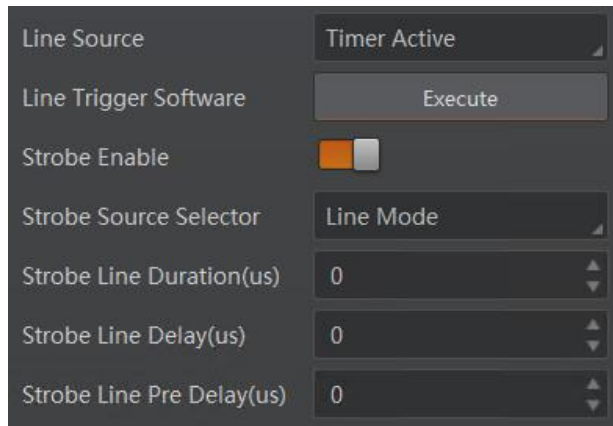 Line Source Timer Active
Line Trigger Software Execute
Strobe Enable
Strobe Source Selector Line Mode
Strobe Line Duration(us) 0
Strobe Line Delay(us) 0
Strobe Line Pre Delay(us) 0